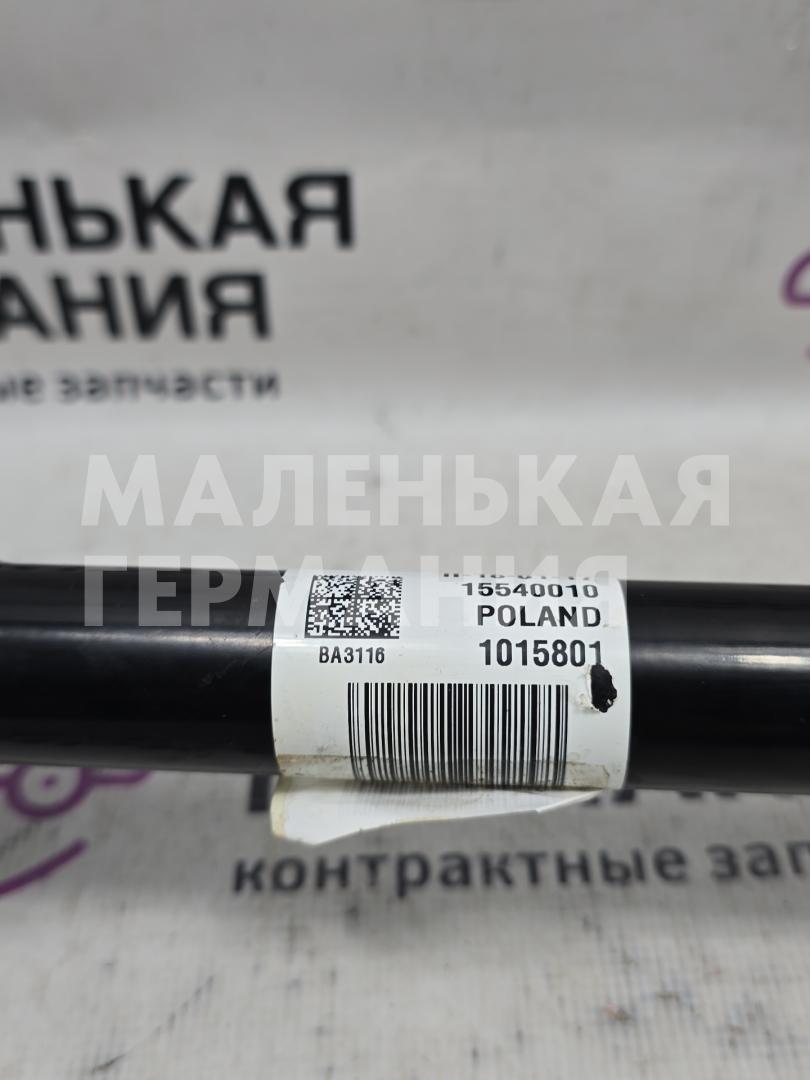 НЬКАЯ
АНИЯ
ые запчасти
МАЛЕНЬКАЯ
ГЕРМАНИЯ
15540010
POLAND
BA3116
1015801
контрактные зап